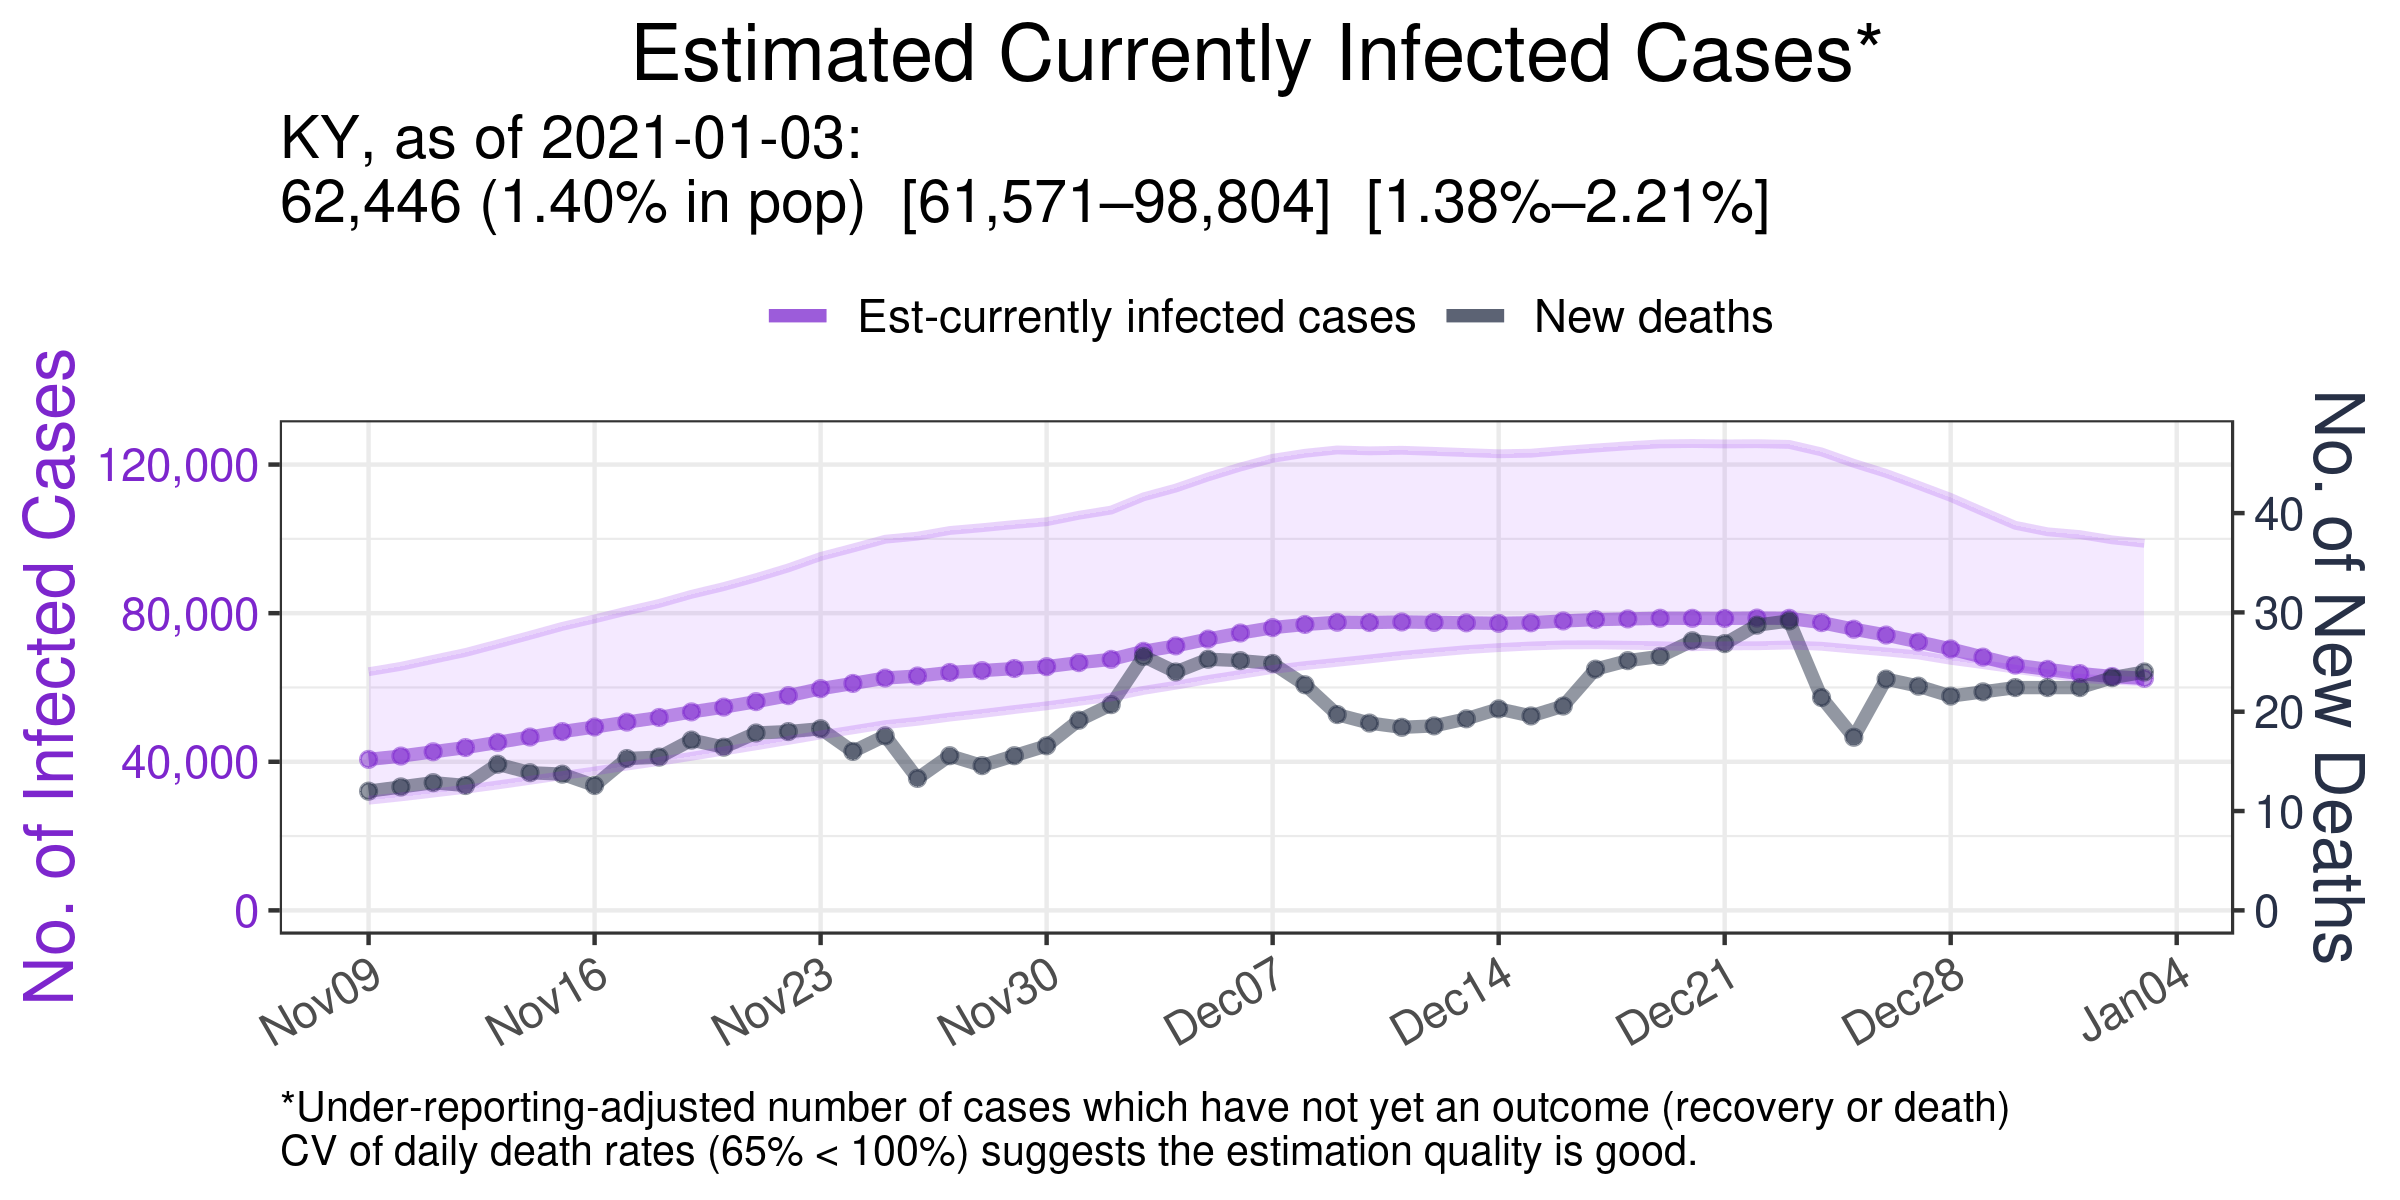 Estimated Currently Infected Cases*
KY, as of 2021-01-03:
62,446 (1.40% in pop)  [61,571–98,804]  [1.38%–2.21%]
Est-currently infected cases
New deaths
No. of Infected Cases
120,000
80,000
40,000
0
No. of New Deaths
40
30
20
10
0
Nov09
Nov16
Nov23
Nov30
Dec07
Dec14
Dec21
Dec28
Jan04
*Under-reporting-adjusted number of cases which have not yet an outcome (recovery or death)
CV of daily death rates (65% < 100%) suggests the estimation quality is good.